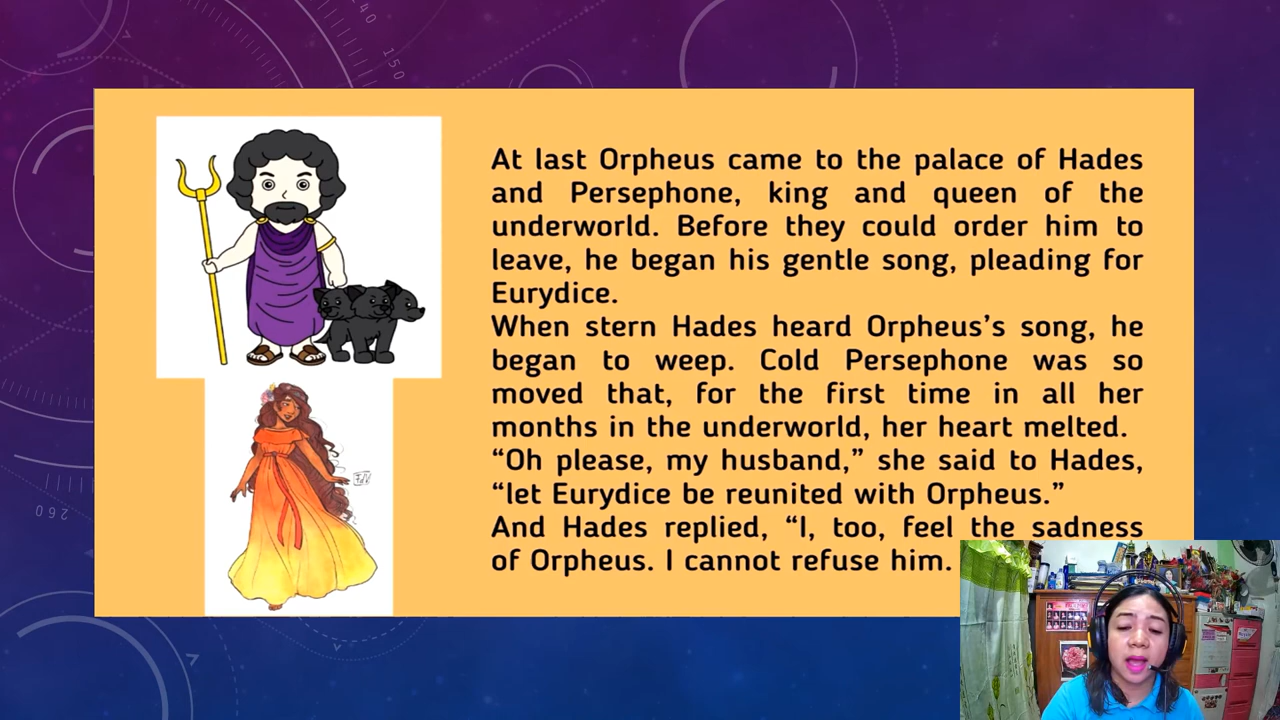 At last Orpheus came to the palace of Hades
and Persephone, king and queen of the
underworld. Before they could order him to
leave, he began his gentle song, pleading for
Eurydice.
When stern Hades heard Orpheus's song, he
began to weep. Cold Persephone was so
moved that, for the first time in all her
months in the underworld, her heart melted.
“Oh please, my husband,” she said to Hades,
“let Eurydice be reunited with Orpheus.”
And Hades replied, “I, too, feel the sadness
of Orpheus. I cannot refuse him.
40
150
260